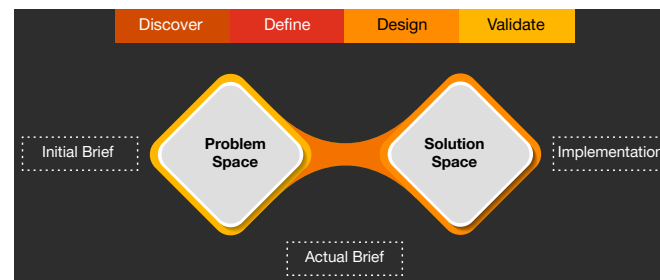 Discover
Define
Design
Validate
Initial Brief
Problem
Space
Solution
Space
Implementation
Actual Brief